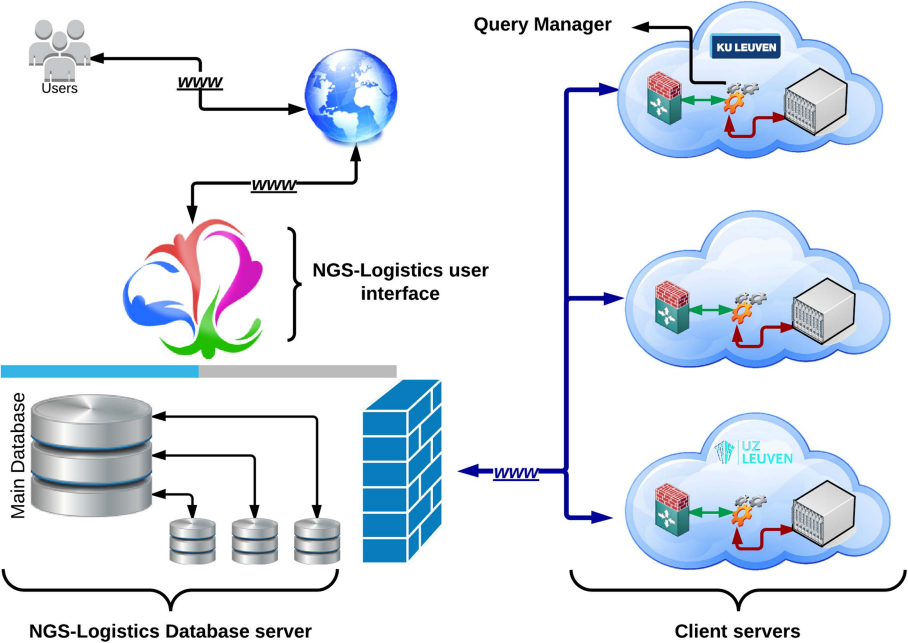 Query Manager
KU LEUVEN
Users
www
www
NGS-Logistics user
interface
Main Database
www
UZ
LEUVEN
NGS-Logistics Database server
Client servers